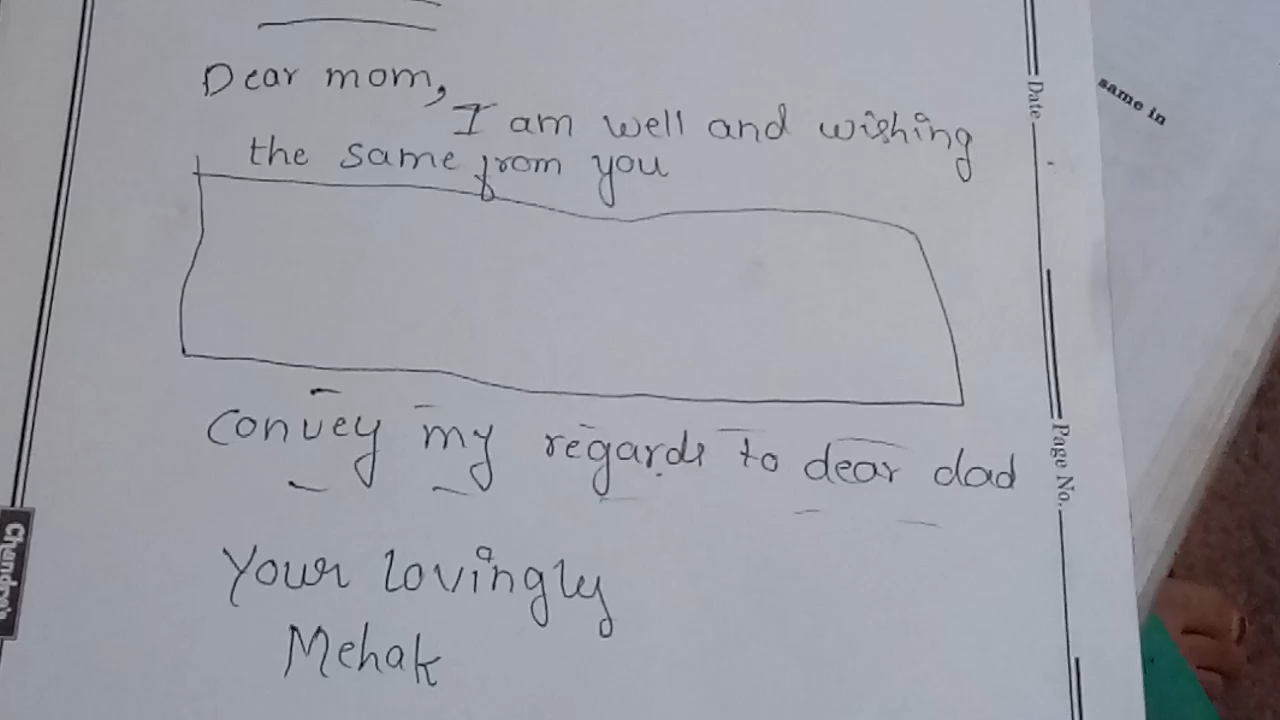 Dear mom,
I am well and wishing
the same from you
convey my regards to dear dad
Your lovingly
Mehak
Date
Page No.
same in
Chandra's